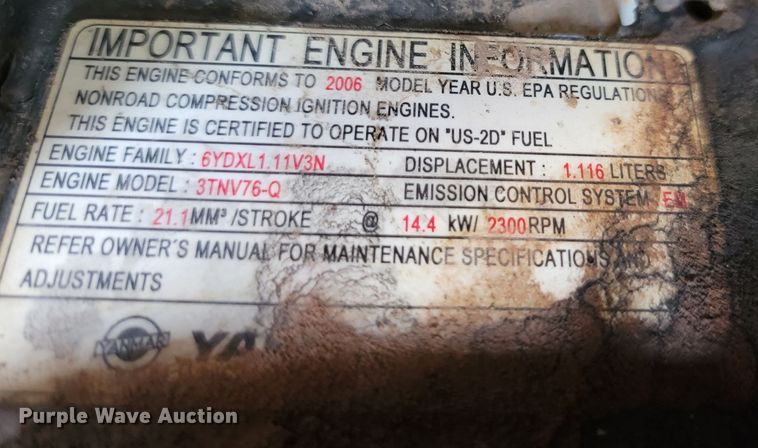 IMPORTANT ENGINE INFORMATION
THIS ENGINE CONFORMS TO 2006 MODEL YEAR U.S. EPA REGULATIONS
NONROAD COMPRESSION IGNITION ENGINES.
THIS ENGINE IS CERTIFIED TO OPERATE ON "US-2D" FUEL
ENGINE FAMILY : 6YDXL1.11V3N DISPLACEMENT : 1.116 LITERS
ENGINE MODEL : 3TNV76-Q EMISSION CONTROL SYSTEM EM
FUEL RATE : 21.1 MM³ /STROKE @ 14.4 kW/ 2300 RPM
REFER OWNER'S MANUAL FOR MAINTENANCE SPECIFICATIONS AND
ADJUSTMENTS
YANMAR YA
Purple Wave Auction